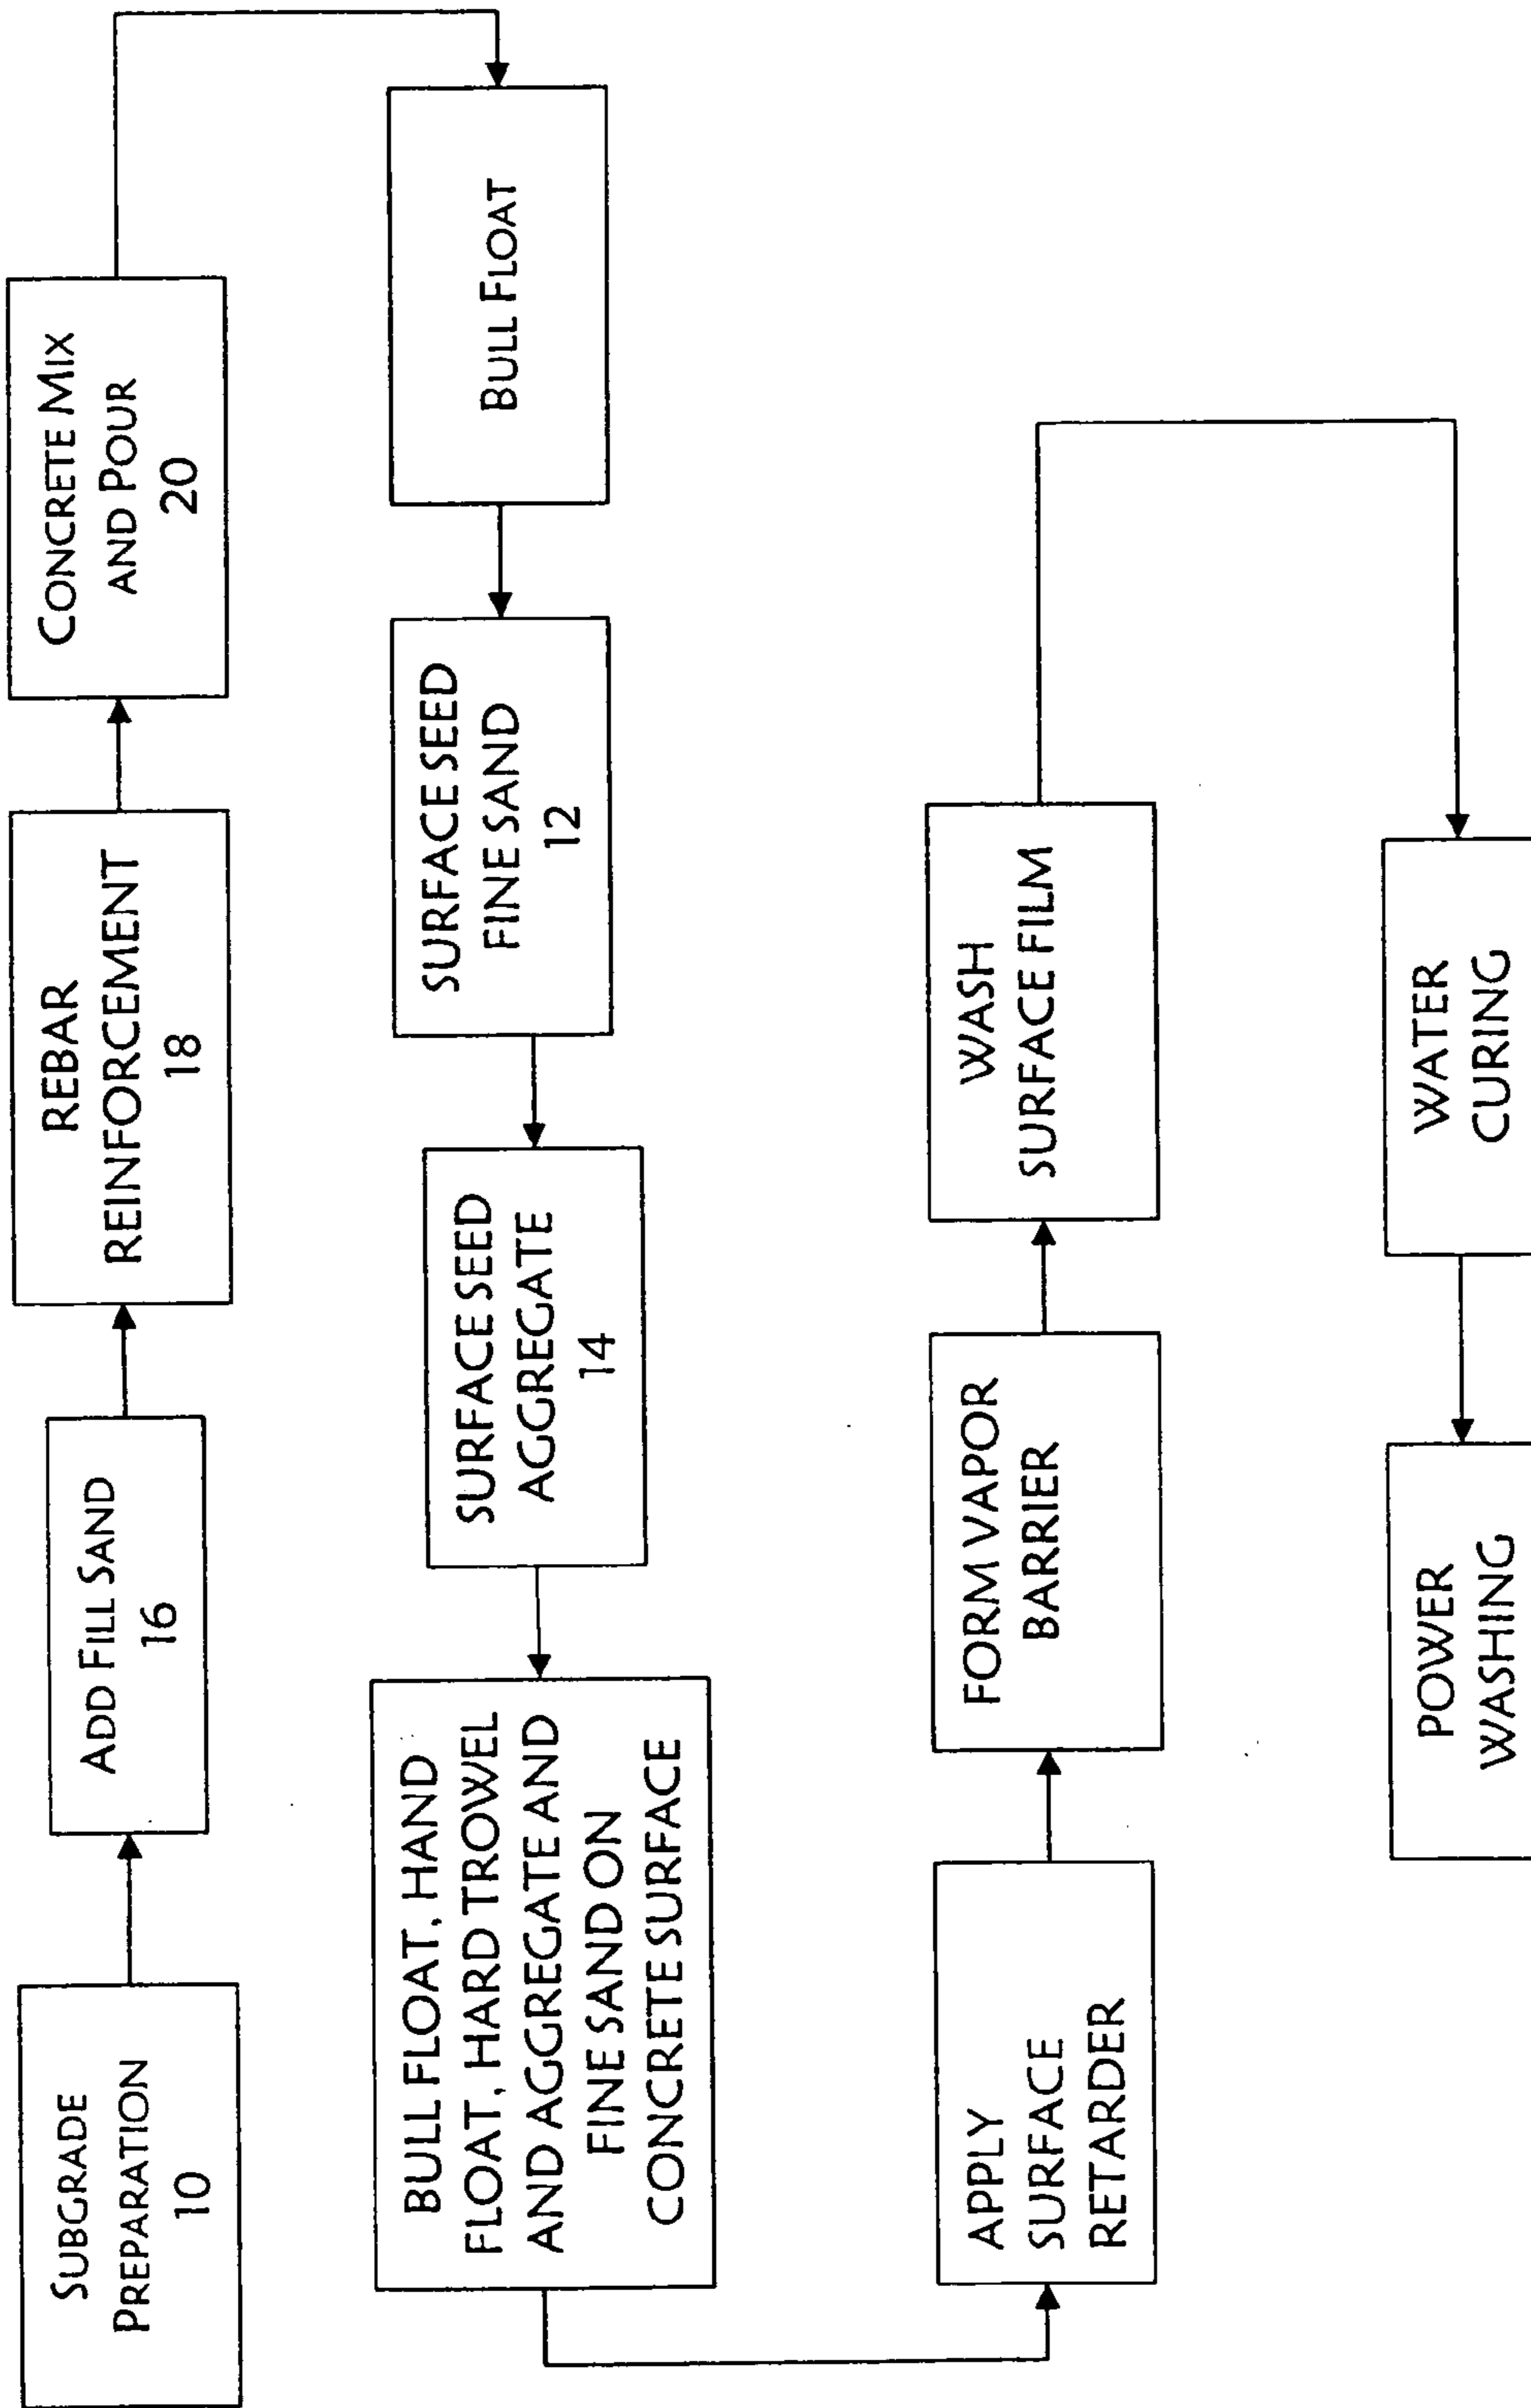 SUBGRADE
PREPARATION
10
ADD FILL SAND
16
REBAR
REINFORCEMENT
18
CONCRETE MIX
AND POUR
20
BULL FLOAT
SURFACE SEED
FINE SAND
12
SURFACE SEED
AGGREGATE
14
BULL FLOAT, HAND
FLOAT, HARD TROWEL
AND AGGREGATE AND
FINE SAND ON
CONCRETE SURFACE
APPLY
SURFACE
RETARDER
FORM VAPOR
BARRIER
WASH
SURFACE FILM
WATER
CURING
POWER
WASHING